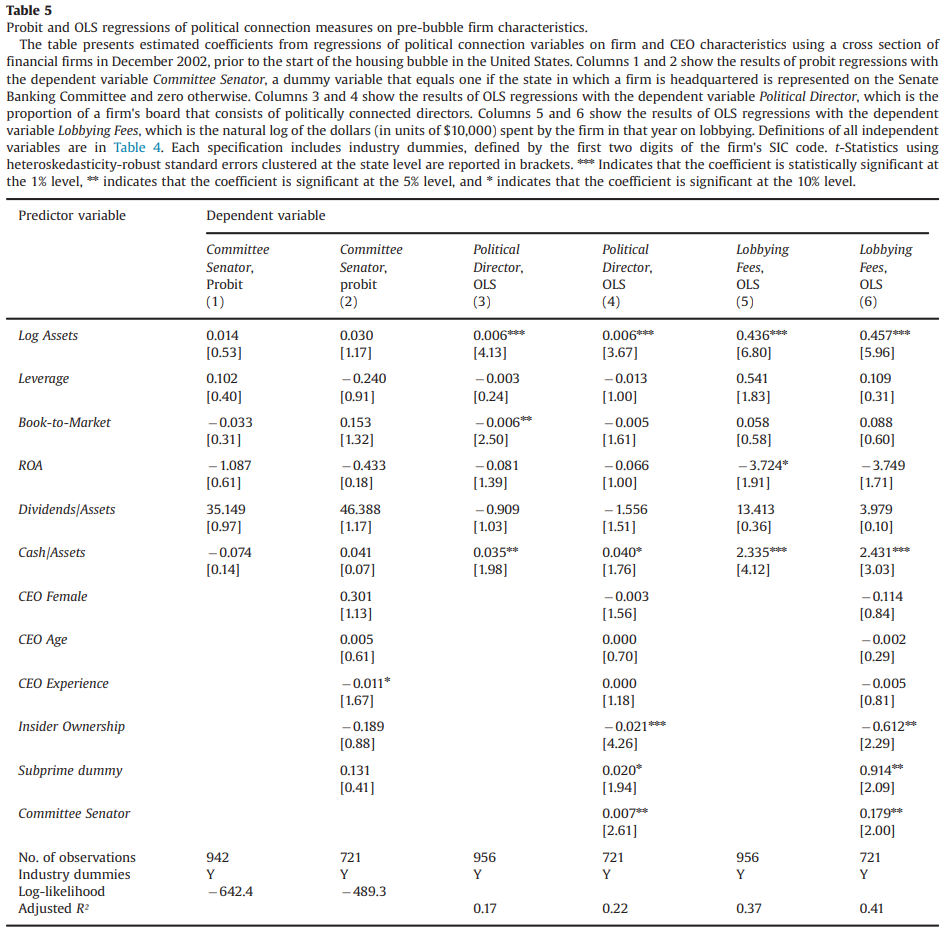 Table 5
Probit and OLS regressions of political connection measures on pre-bubble firm characteristics.
The table presents estimated coefficients from regressions of political connection variables on firm and CEO characteristics using a cross section of
financial firms in December 2002, prior to the start of the housing bubble in the United States. Columns 1 and 2 show the results of probit regressions with
the dependent variable Committee Senator, a dummy variable that equals one if the state in which a firm is headquartered is represented on the Senate
Banking Committee and zero otherwise. Columns 3 and 4 show the results of OLS regressions with the dependent variable Political Director, which is the
proportion of a firm's board that consists of politically connected directors. Columns 5 and 6 show the results of OLS regressions with the dependent
variable Lobbying Fees, which is the natural log of the dollars (in units of $10,000) spent by the firm in that year on lobbying. Definitions of all independent
variables are in Table 4. Each specification includes industry dummies, defined by the first two digits of the firm's SIC code. t-Statistics using
heteroskedasticity-robust standard errors clustered at the state level are reported in brackets. *** Indicates that the coefficient is statistically significant at
the 1% level, ** indicates that the coefficient is significant at the 5% level, and * indicates that the coefficient is significant at the 10% level.
Predictor variable Dependent variable
Committee Committee Political Political Lobbying Lobbying
Senator, Senator, Director, Director, Fees, Fees,
Probit probit OLS OLS OLS OLS
(1) (2) (3) (4) (5) (6)
Log Assets 0.014 0.030 0.006*** 0.006*** 0.436*** 0.457***
[0.53] [1.17] [4.13] [3.67] [6.80] [5.96]
Leverage 0.102 −0.240 −0.003 −0.013 0.541 0.109
[0.40] [0.91] [0.24] [1.00] [1.83] [0.31]
Book-to-Market −0.033 0.153 −0.006** −0.005 0.058 0.088
[0.31] [1.32] [2.50] [1.61] [0.58] [0.60]
ROA −1.087 −0.433 −0.081 −0.066 −3.724* −3.749
[0.61] [0.18] [1.39] [1.00] [1.91] [1.71]
Dividends/Assets 35.149 46.388 −0.909 −1.556 13.413 3.979
[0.97] [1.17] [1.03] [1.51] [0.36] [0.10]
Cash/Assets −0.074 0.041 0.035** 0.040* 2.335*** 2.431***
[0.14] [0.07] [1.98] [1.76] [4.12] [3.03]
CEO Female 0.301 −0.003 −0.114
[1.13] [1.56] [0.84]
CEO Age 0.005 0.000 −0.002
[0.61] [0.70] [0.29]
CEO Experience −0.011* 0.000 −0.005
[1.67] [1.18] [0.81]
Insider Ownership −0.189 −0.021*** −0.612**
[0.88] [4.26] [2.29]
Subprime dummy 0.131 0.020* 0.914**
[0.41] [1.94] [2.09]
Committee Senator 0.007** 0.179**
[2.61] [2.00]
No. of observations 942 721 956 721 956 721
Industry dummies Y Y Y Y Y Y
Log-likelihood −642.4 −489.3
Adjusted R² 0.17 0.22 0.37 0.41